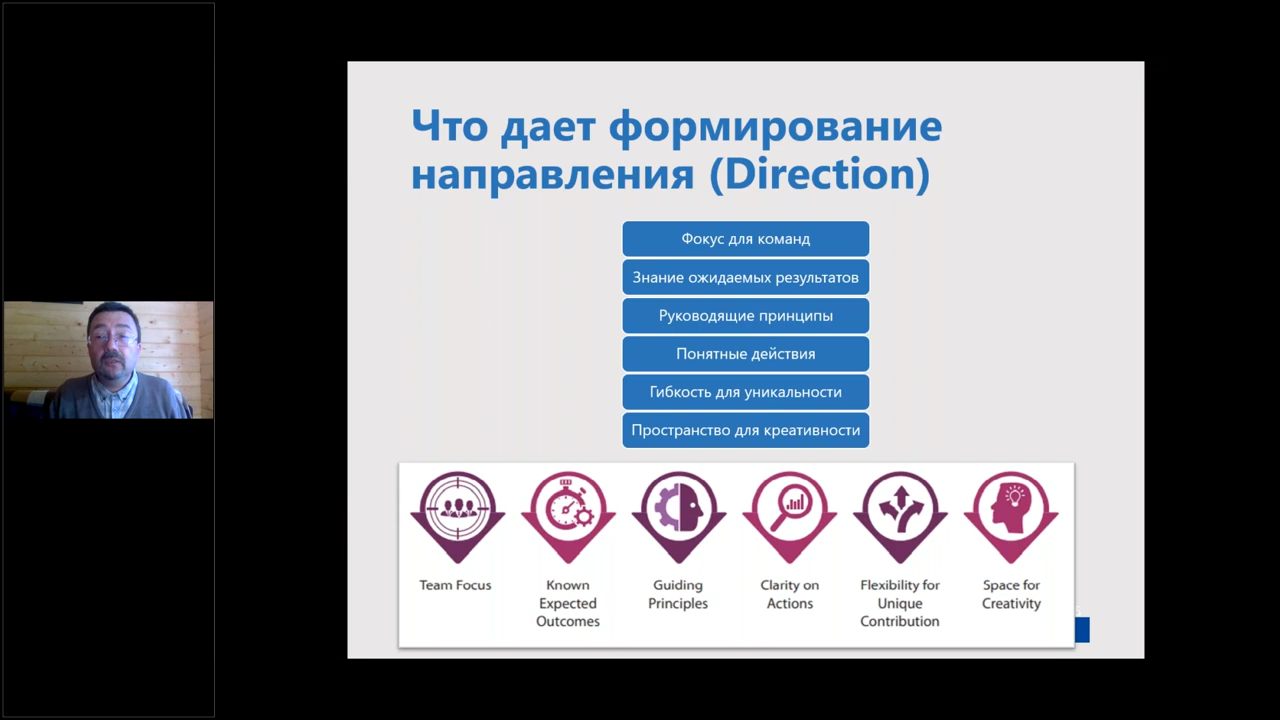 Что дает формирование
направления (Direction)
Фокус для команд
Знание ожидаемых результатов
Руководящие принципы
Понятные действия
Гибкость для уникальности
Пространство для креативности
Team Focus
Known
Expected
Outcomes
Guiding
Principles
Clarity on
Actions
Flexibility for
Unique
Contribution
Space for
Creativity